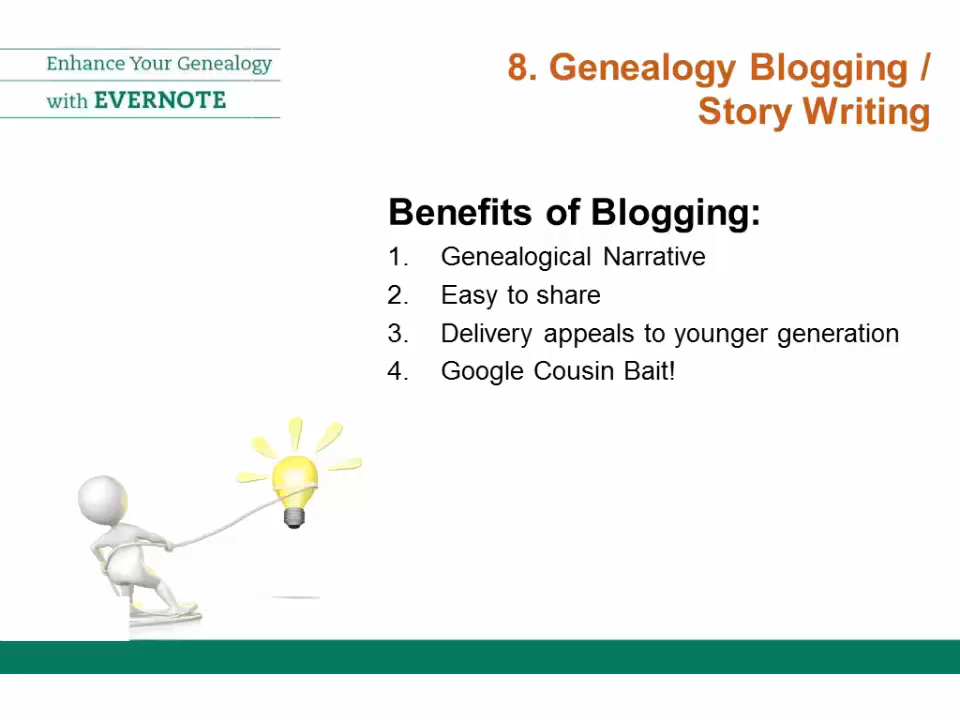 Enhance Your Genealogy
with EVERNOTE
8. Genealogy Blogging /
Story Writing
Benefits of Blogging:
1. Genealogical Narrative
2. Easy to share
3. Delivery appeals to younger generation
4. Google Cousin Bait!